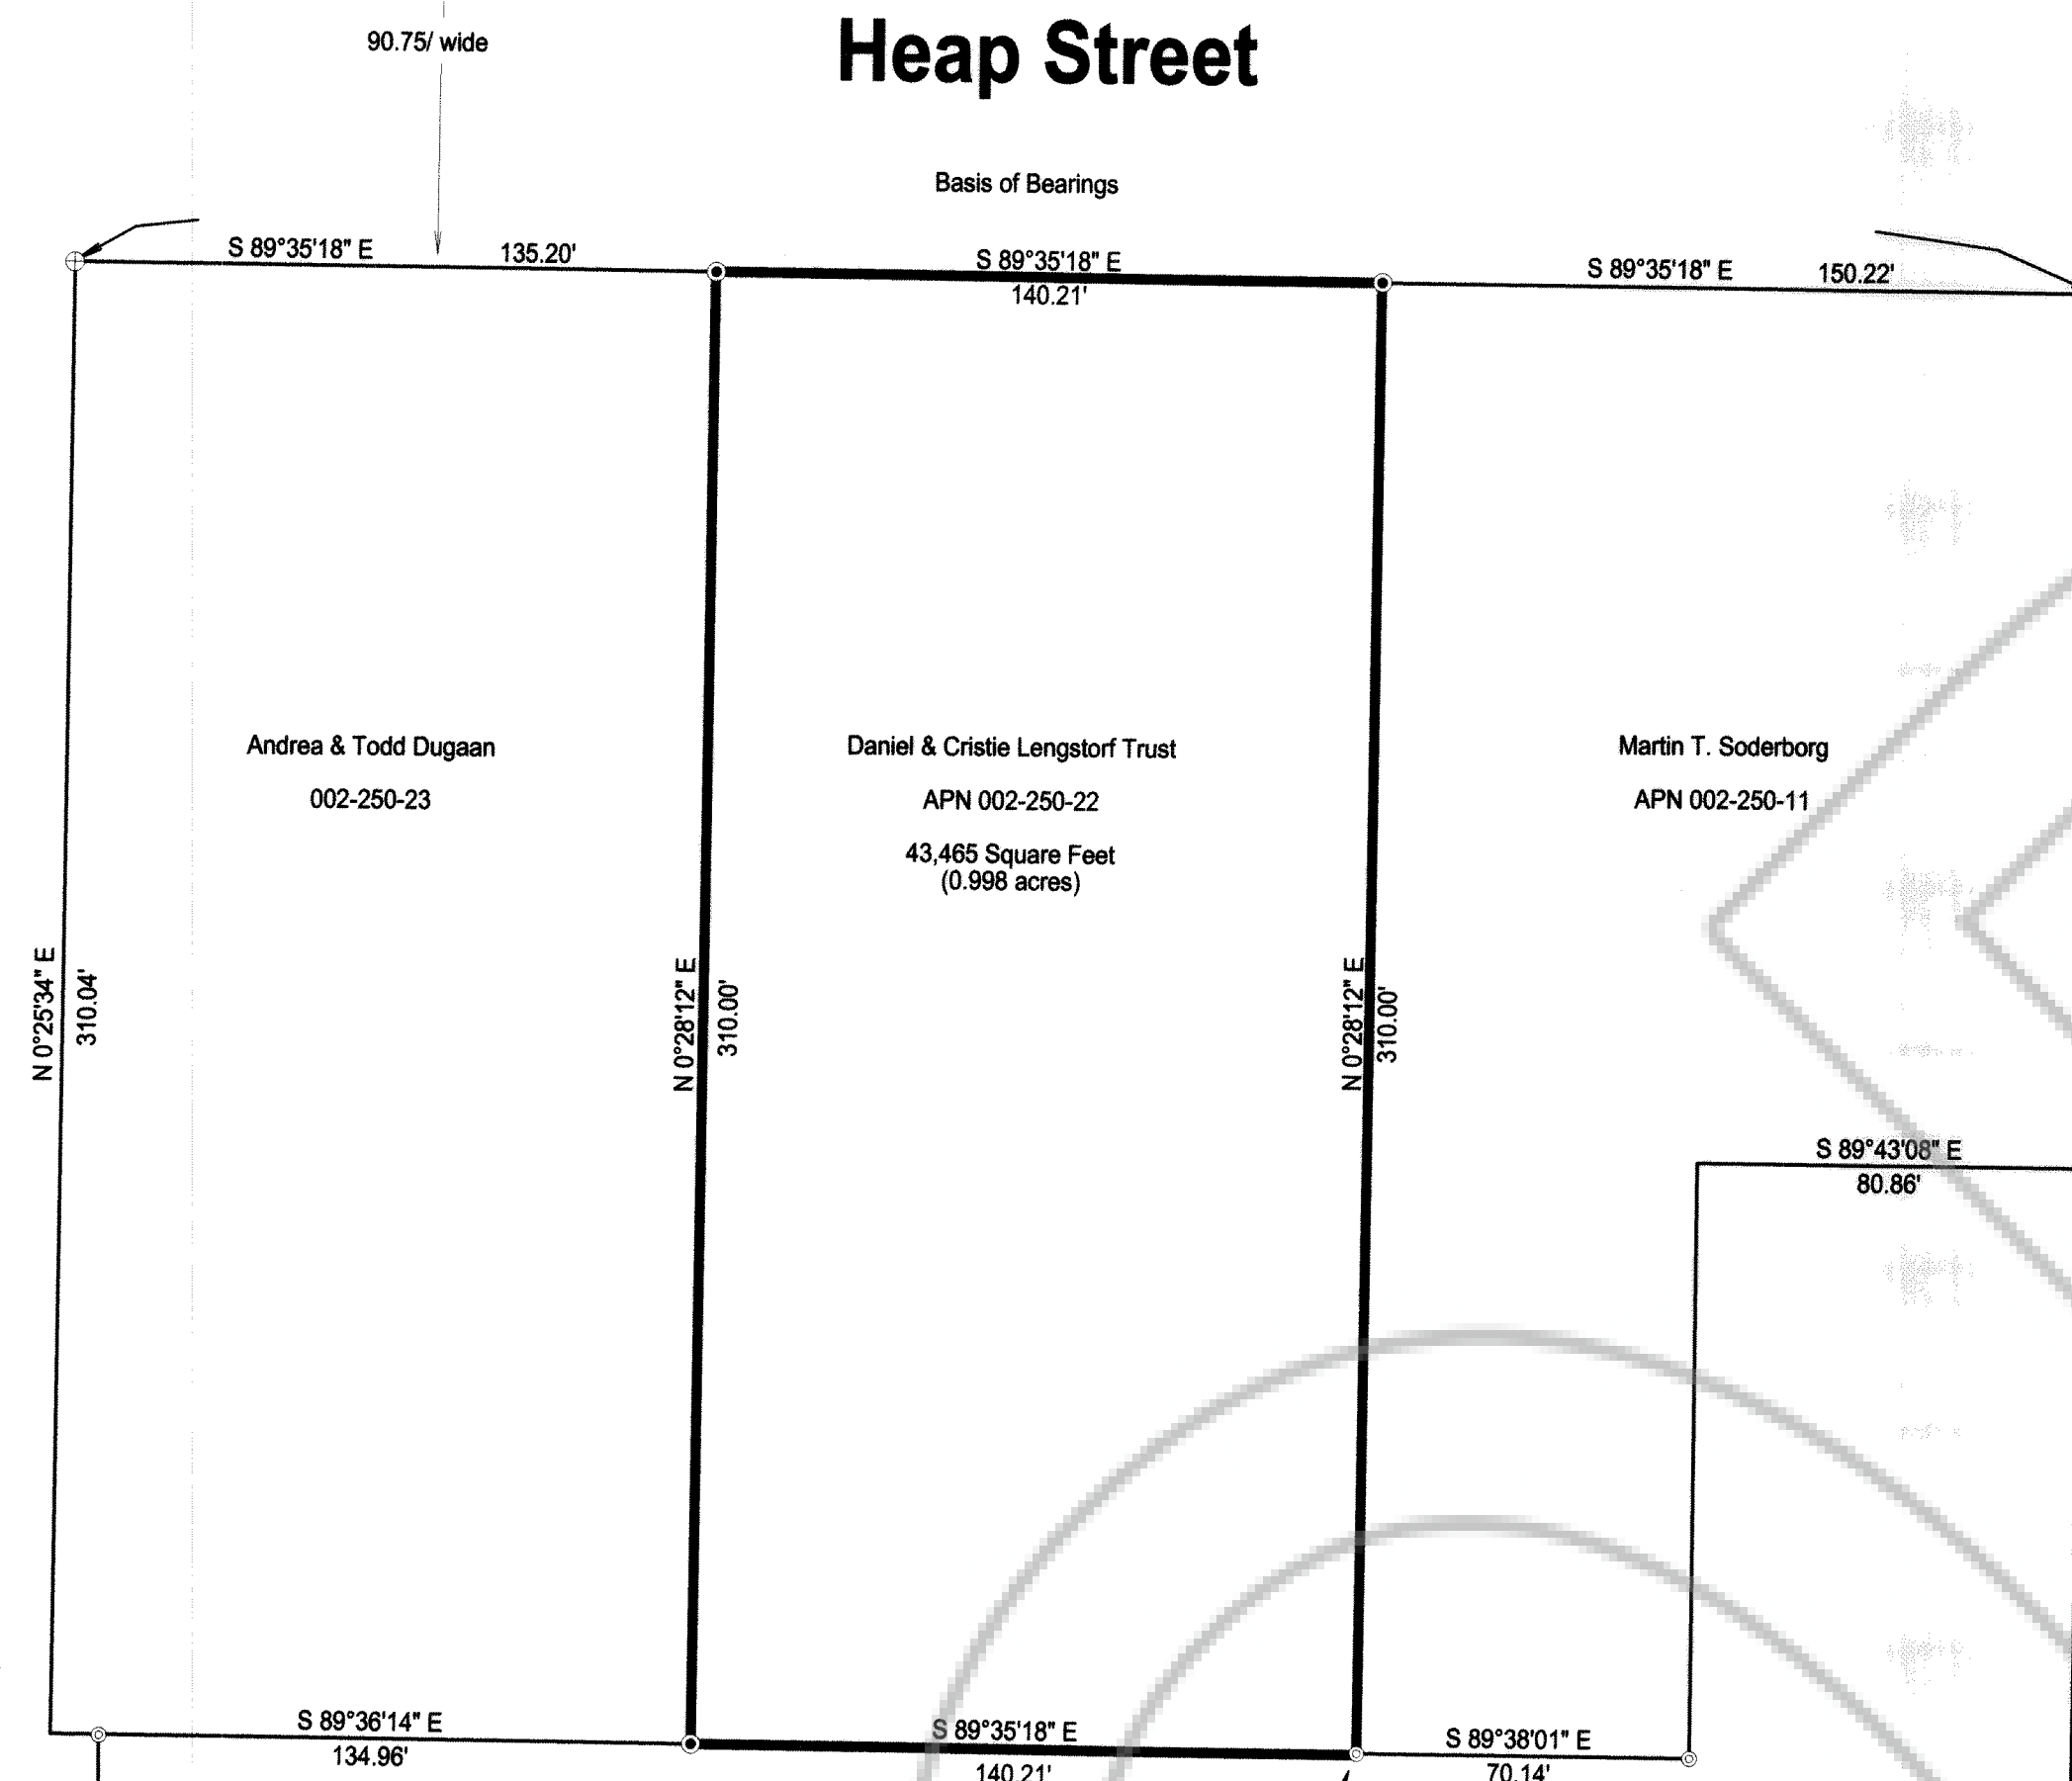 90.75/ wide
Heap Street
Basis of Bearings
S 89°35'18" E 135.20'
S 89°35'18" E
140.21'
S 89°35'18" E 150.22'
Andrea & Todd Dugaan
002-250-23
Daniel & Cristie Lengstorf Trust
APN 002-250-22
43,465 Square Feet
(0.998 acres)
Martin T. Soderborg
APN 002-250-11
N 0°25'34" E
310.04'
N 0°28'12" E
310.00'
N 0°28'12" E
310.00'
S 89°43'08" E
80.86'
S 89°36'14" E
134.96'
S 89°35'18" E
140.21'
S 89°38'01" E
70.14'